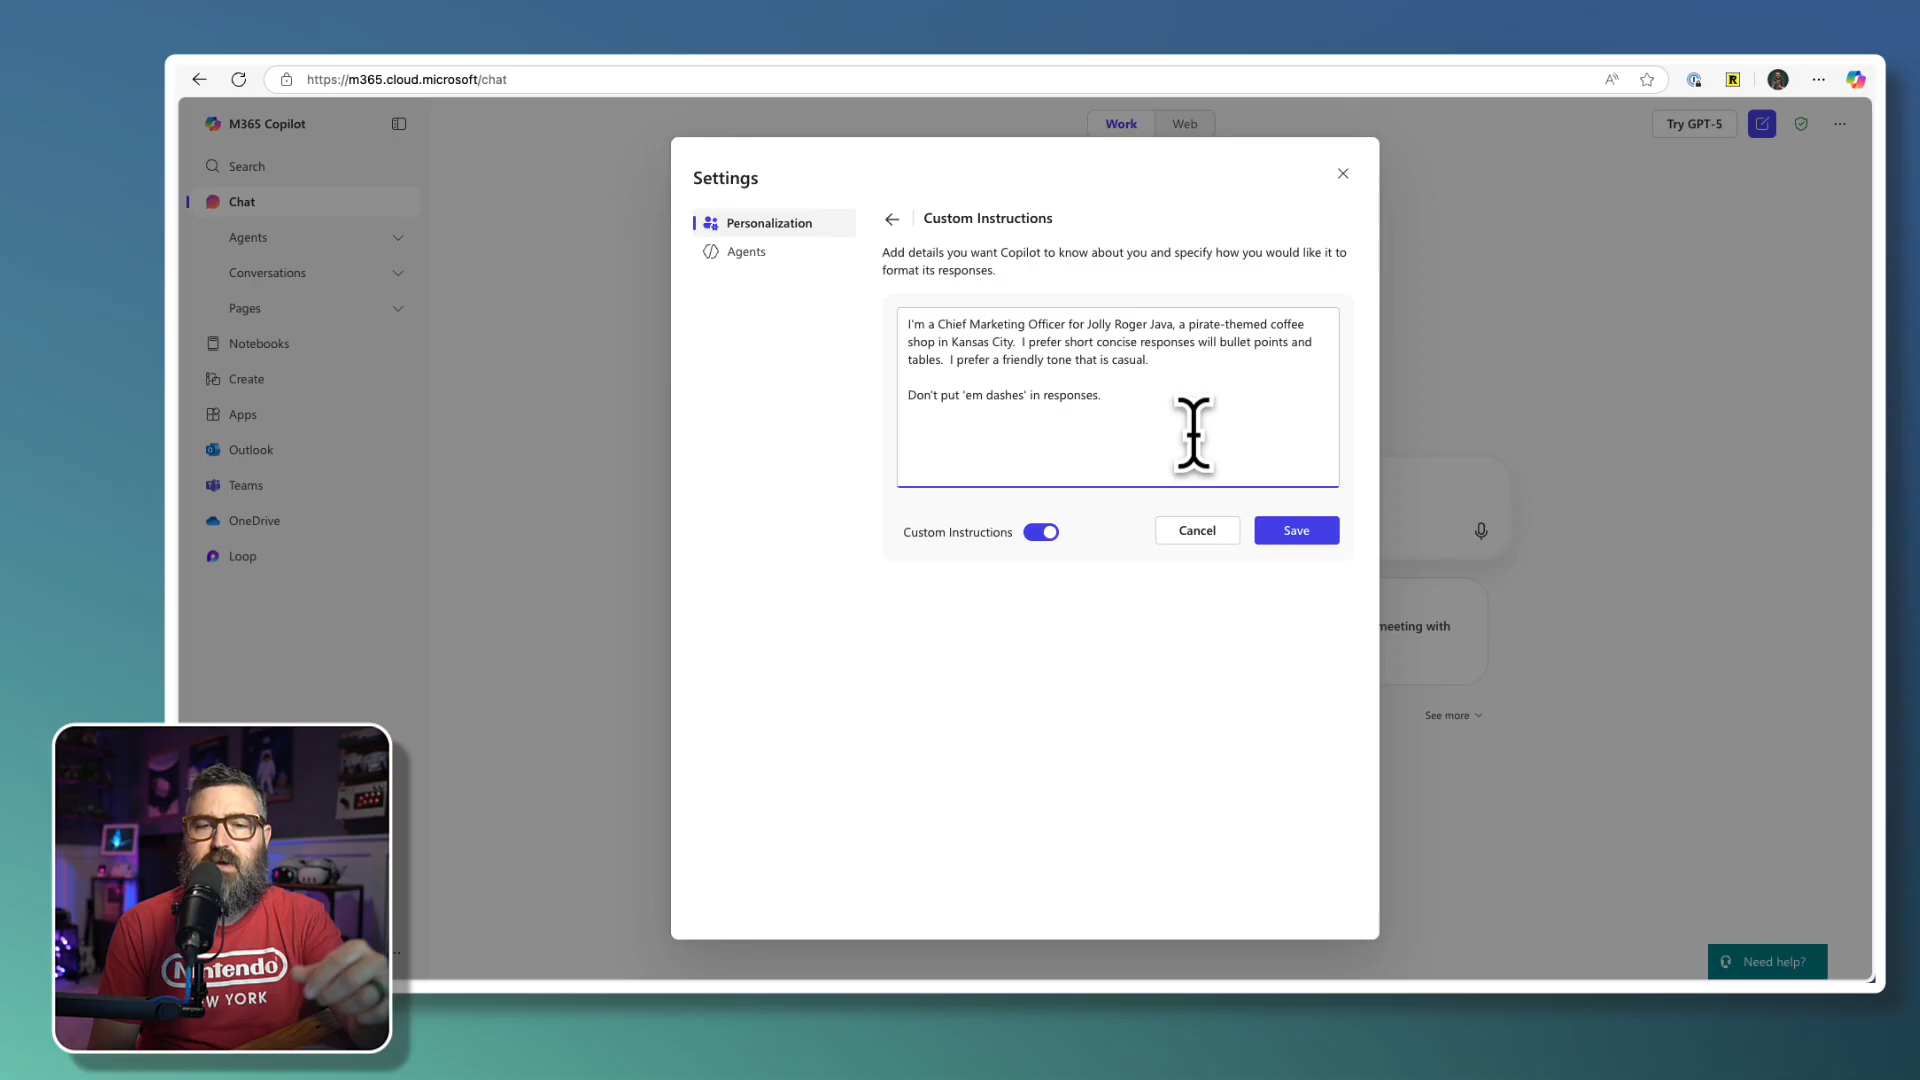 https://m365.cloud.microsoft/chat
M365 Copilot
Work
Web
Try GPT-5
Search
Chat
Agents
Conversations
Pages
Notebooks
Create
Apps
Outlook
Teams
OneDrive
Loop
Settings
Personalization
Agents
Custom Instructions
Add details you want Copilot to know about you and specify how you would like it to
format its responses.
I'm a Chief Marketing Officer for Jolly Roger Java, a pirate-themed coffee
shop in Kansas City. I prefer short concise responses will bullet points and
tables. I prefer a friendly tone that is casual.
Don't put 'em dashes' in responses.
Custom Instructions
Cancel
Save
meeting with
See more
Need help?
Nintendo
NEW YORK